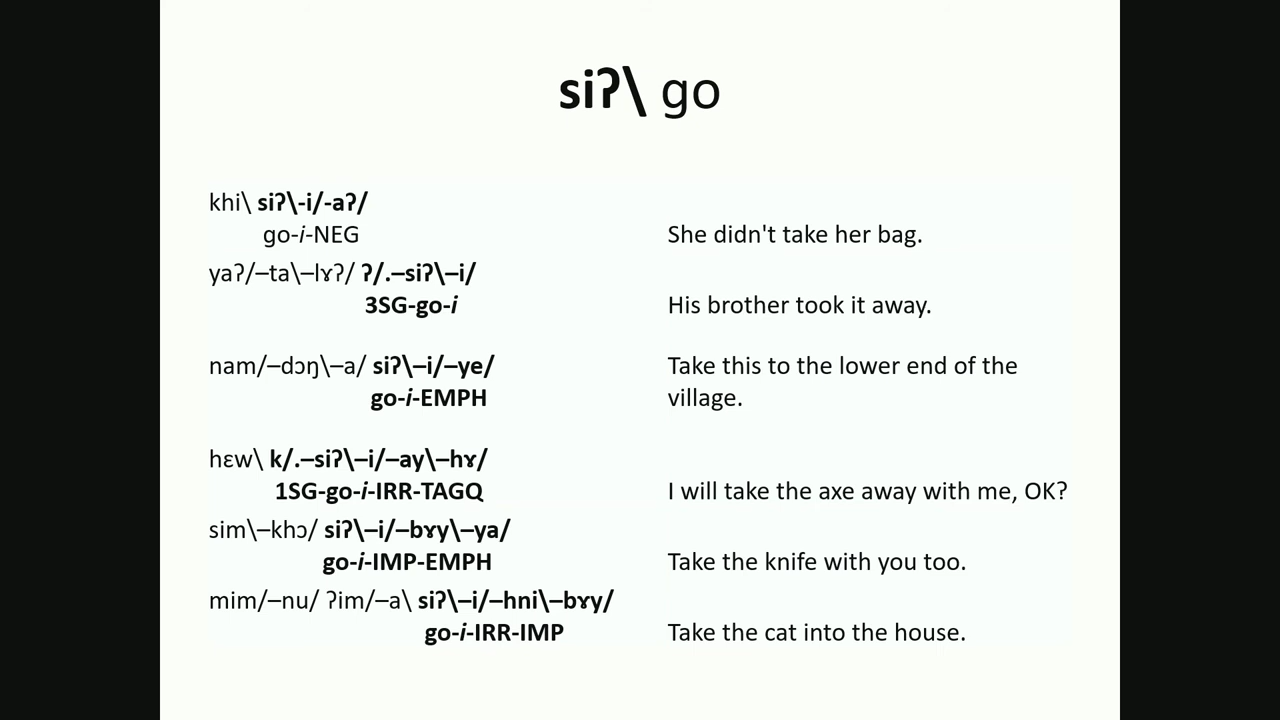 siʔ\ go
khi\ siʔ\-i/-aʔ/
go-i-NEG She didn't take her bag.
yaʔ/–ta\–lɤʔ/ ʔ/.–siʔ\–i/
3SG-go-i His brother took it away.
nam/–dɔŋ\–a/ siʔ\–i/–ye/ Take this to the lower end of the
go-i-EMPH village.
hɛw\ k/.–siʔ\–i/–ay\–hɤ/
1SG-go-i-IRR-TAGQ I will take the axe away with me, OK?
sim\–khɔ/ siʔ\–i/–bɤy\–ya/
go-i-IMP-EMPH Take the knife with you too.
mim/–nu/ ʔim/–a\ siʔ\–i/–hni\–bɤy/
go-i-IRR-IMP Take the cat into the house.